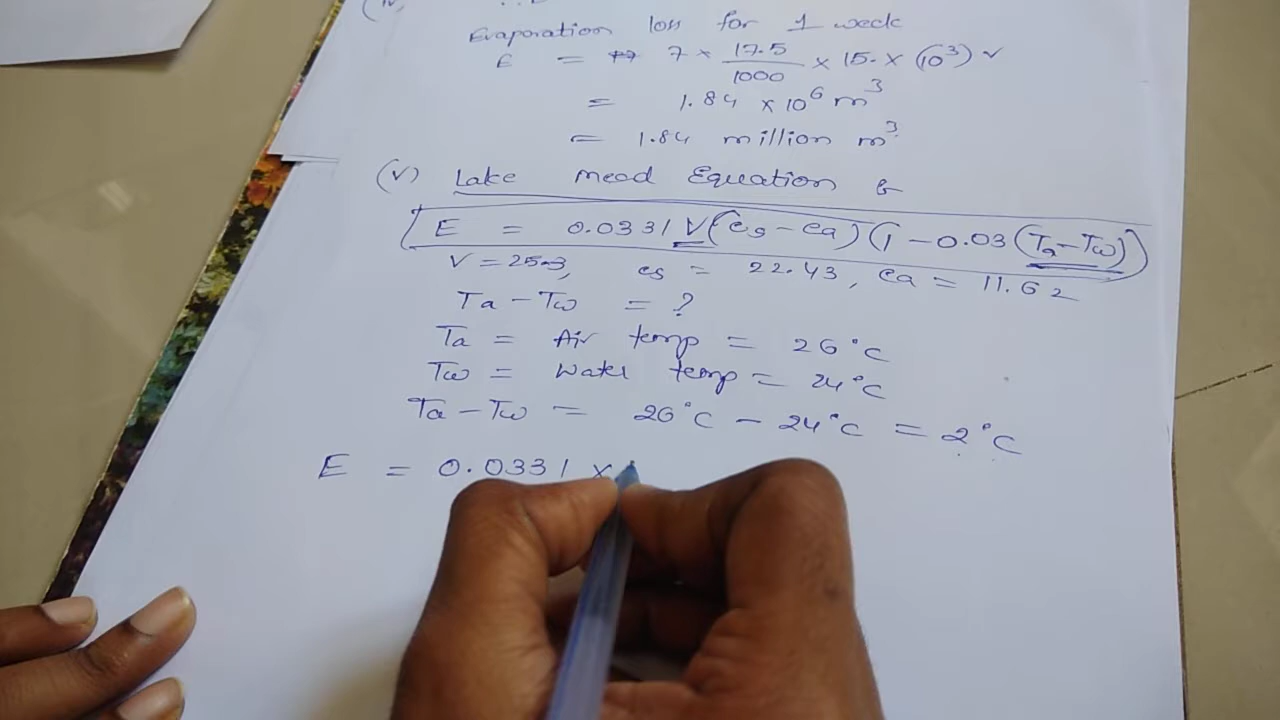 Evaporation loss for 1 week
E = 7 × 17.5/1000 × 15. × (10³) ✓
= 1.84 × 10⁶ m³
= 1.84 million m³
(V) Lake mead Equation
E = 0.0331 V(es - ea) (1 - 0.03 (Ta - Tw))
V = 25.3, es = 22.43, ea = 11.62
Ta - Tw = ?
Ta = Air temp = 26°C
Tw = Water temp = 24°C
Ta - Tw = 26°C - 24°C = 2°C
E = 0.0331 ×